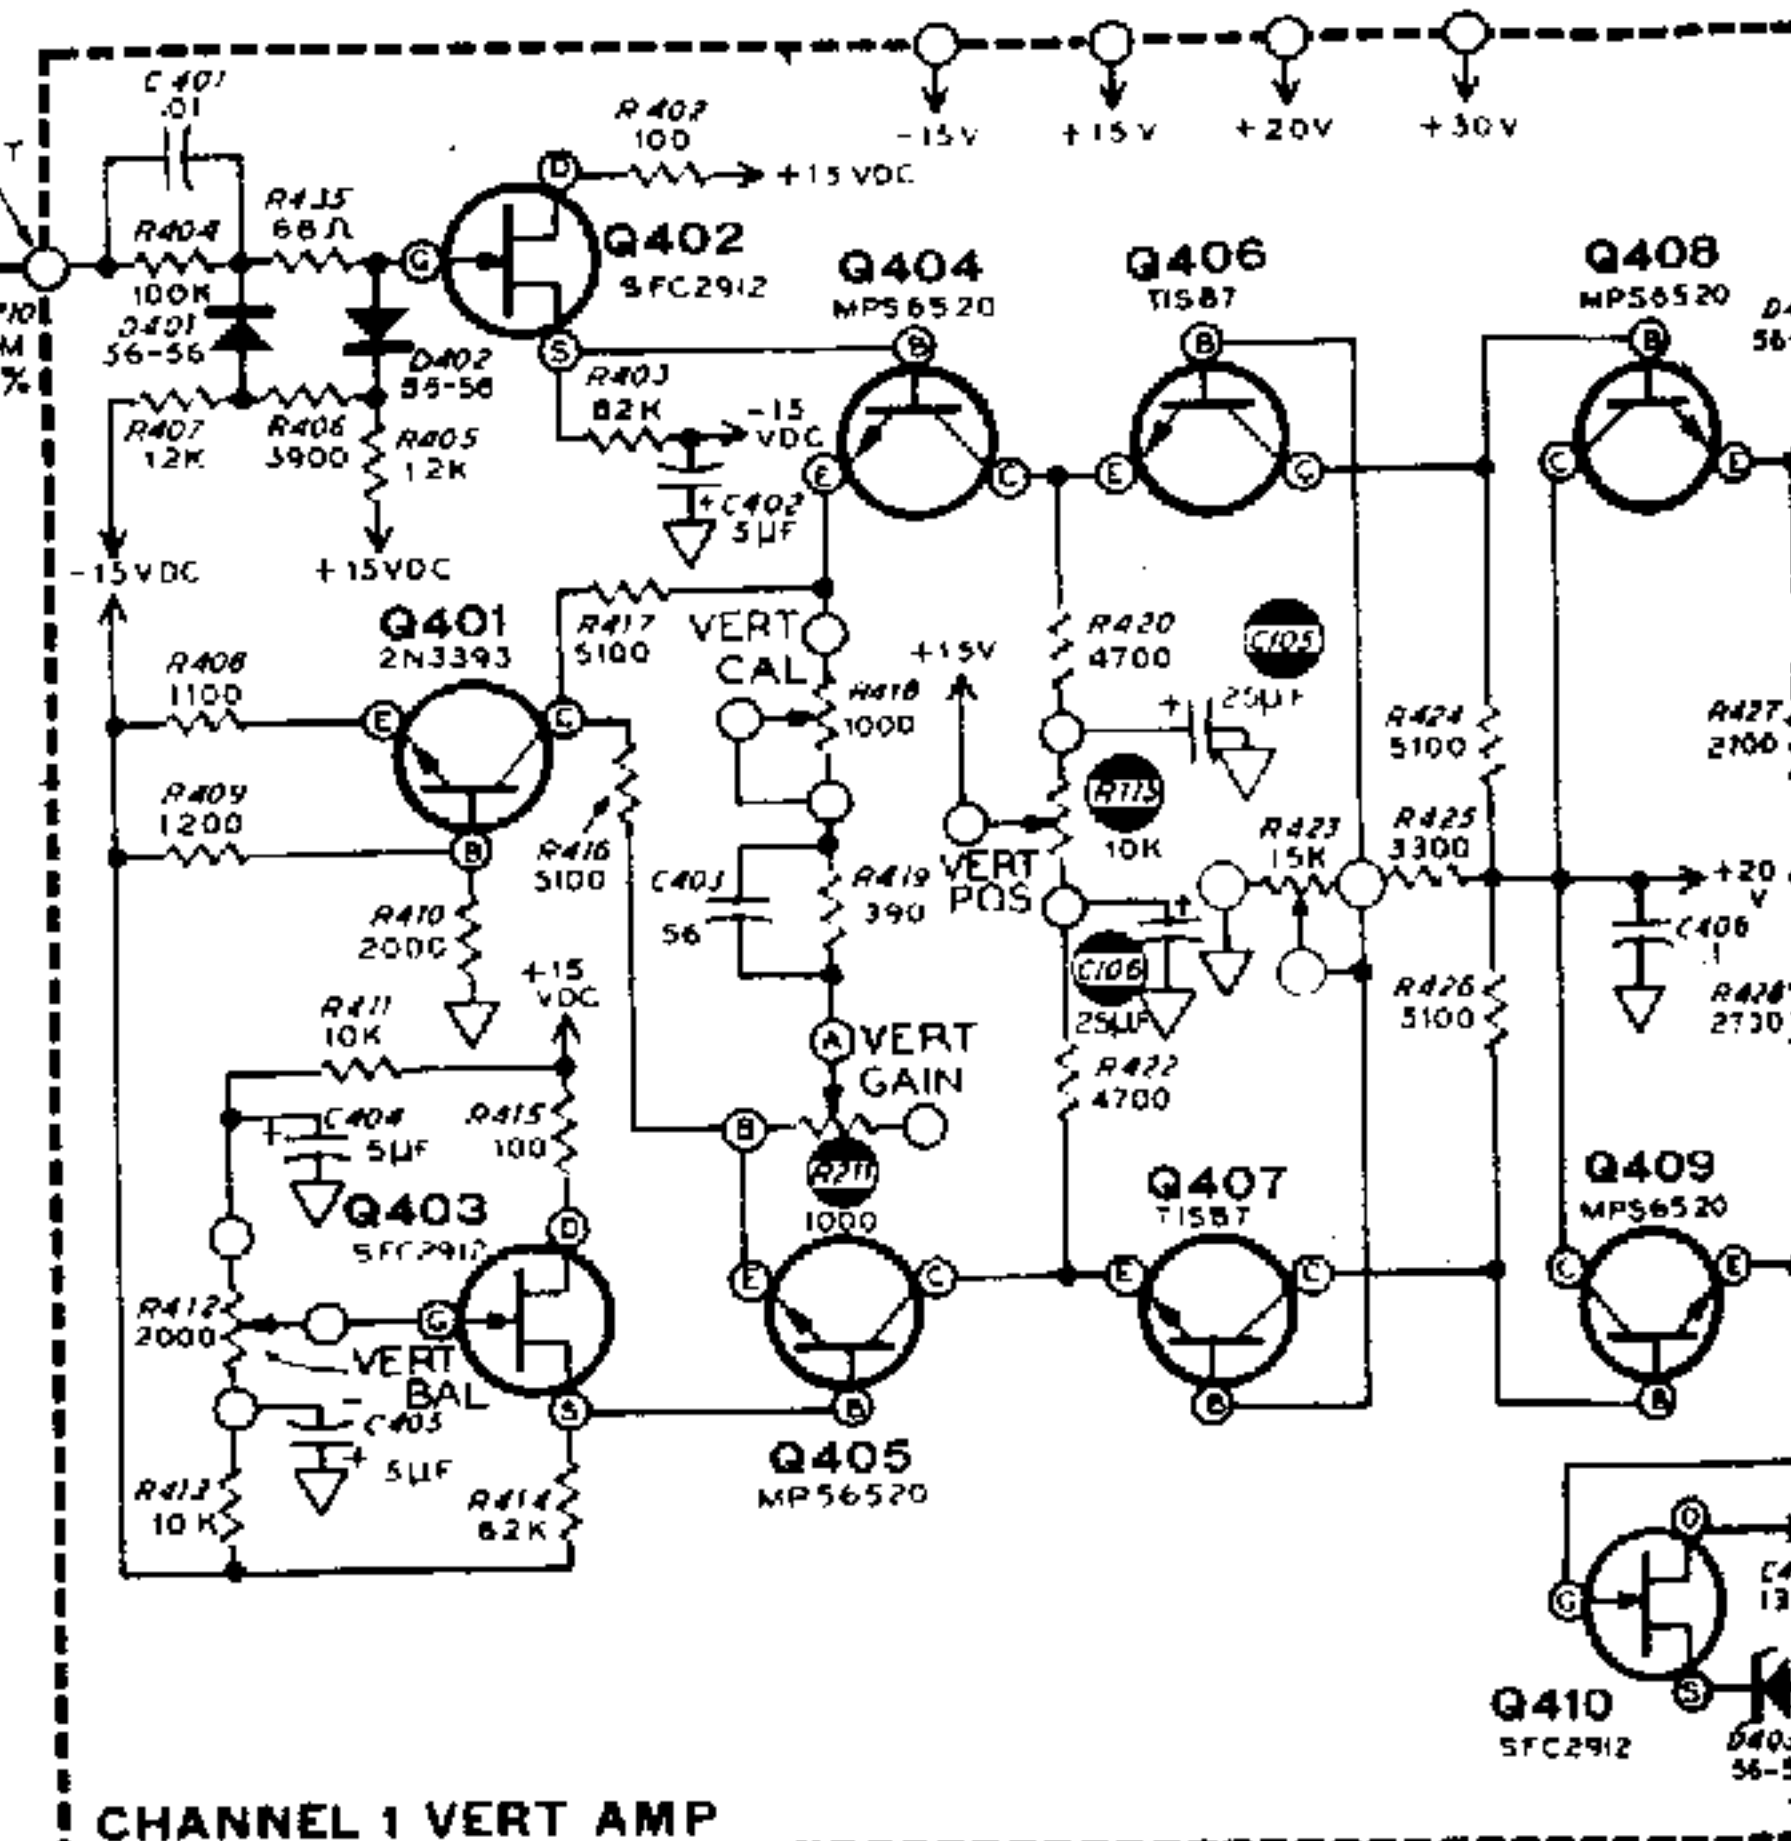 C401
.01
R402
100
-15V
+15V
+20V
+30V
T
+15 VDC
R435
68Ω
R404
100K
Q402
SFC2912
Q404
MPS6520
Q406
TIS87
Q408
MPS6520
D401
56-56
M
%
D402
56-56
R403
82K
-15
VDC
R407
12K
R406
3900
R405
12K
+C402
5µF
-15VDC
+15VDC
Q401
2N3393
R417
5100
VERT
CAL
+15V
R420
4700
C105
25µF
R408
1100
R418
1000
R424
5100
R427
2700
R113
10K
R409
1200
R416
5100
C403
56
R419
390
VERT
POS
R423
15K
R425
3300
+20
V
R410
2000
C406
.1
+15
VDC
C106
25µF
R426
5100
R428
2700
R411
10K
A
VERT
GAIN
R422
4700
C404
5µF
R415
100
B
R211
1000
Q403
SFC2912
Q407
TIS87
Q409
MPS6520
R412
2000
VERT
BAL
C405
5µF
Q405
MPS6520
R413
10K
R414
82K
Q410
SFC2912
CHANNEL 1 VERT AMP